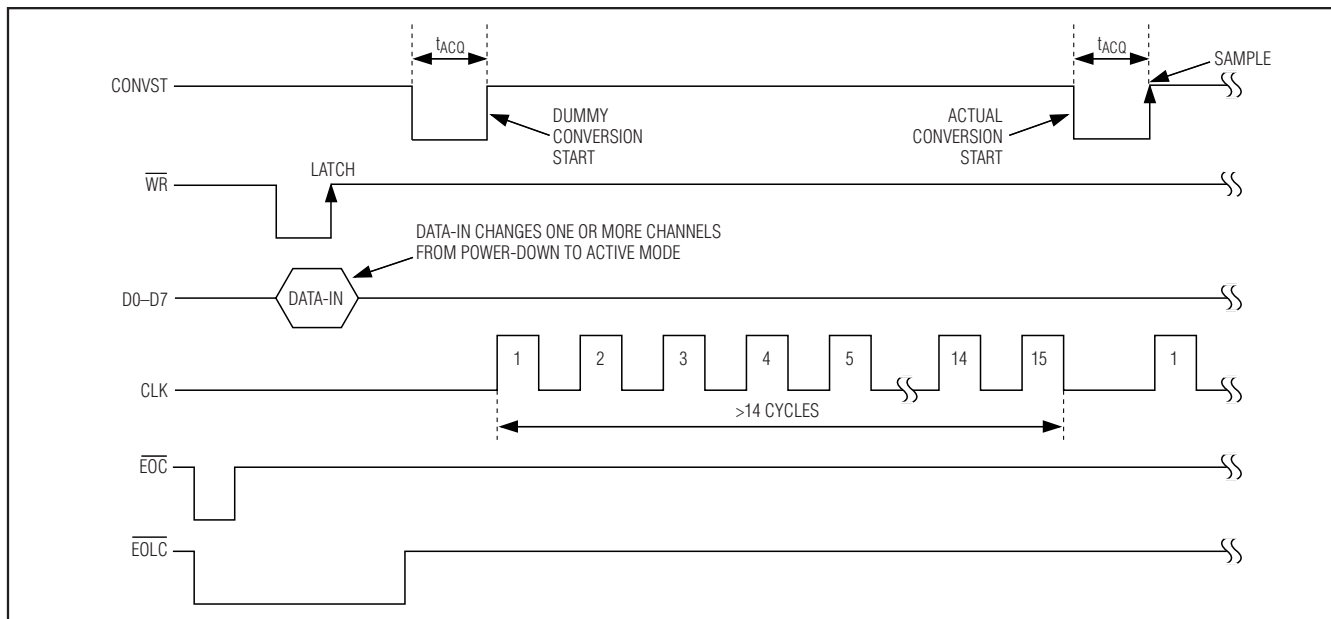 tACQ
tACQ
SAMPLE
CONVST
DUMMY
CONVERSION
START
ACTUAL
CONVERSION
START
LATCH
WR
DATA-IN CHANGES ONE OR MORE CHANNELS
FROM POWER-DOWN TO ACTIVE MODE
D0–D7
DATA-IN
1 2 3 4 5 14 15 1
CLK
>14 CYCLES
EOC
EOLC